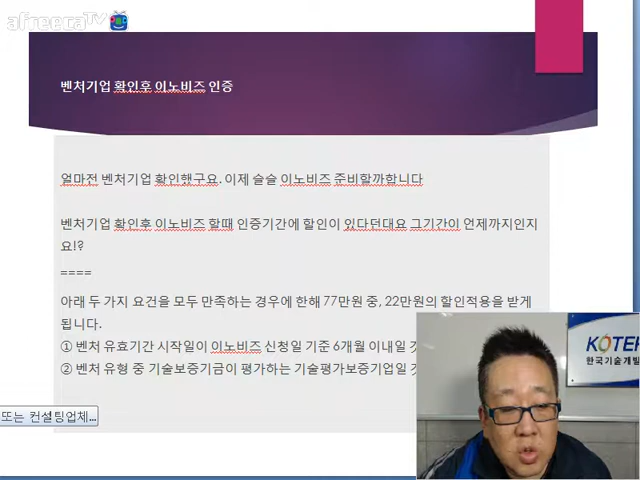 afreecaTV
벤처기업 확인후 이노비즈 인증
얼마전 벤처기업 확인했구요. 이제 슬슬 이노비즈 준비할까합니다
벤처기업 확인후 이노비즈 할때 인증기간에 할인이 있다던대요 그기간이 언제까지인지
요!?
====
아래 두 가지 요건을 모두 만족하는 경우에 한해 77만원 중, 22만원의 할인적용을 받게
됩니다.
① 벤처 유효기간 시작일이 이노비즈 신청일 기준 6개월 이내일
② 벤처 유형 중 기술보증기금이 평가하는 기술평가보증기업일
또는 컨설팅업체...
KOTE
한국기술개발